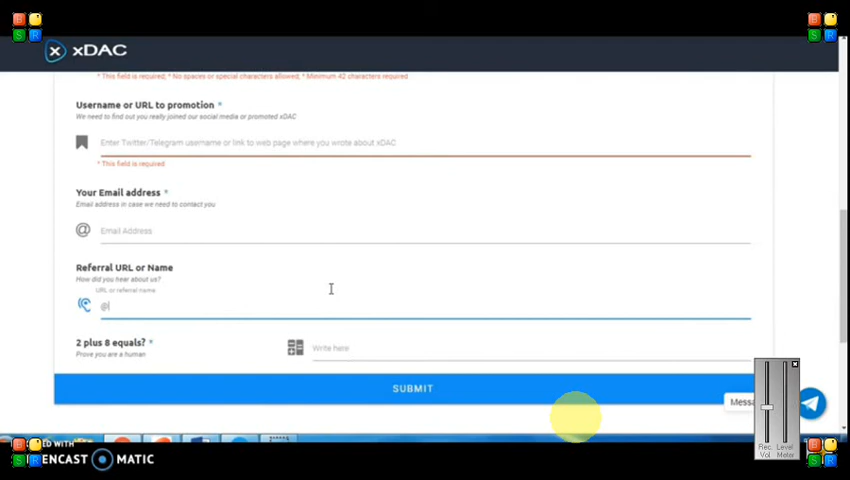 B
S R
B
S R
xDAC
* This field is required; * No spaces or special characters allowed; * Minimum 42 characters required
Username or URL to promotion *
We need to find out you really joined our social media or promoted xDAC
Enter Twitter/Telegram username or link to web page where you wrote about xDAC
* This field is required
Your Email address *
Email address in case we need to contact you
@ Email Address
Referral URL or Name
How did you hear about us?
URL or referral name
@
2 plus 8 equals? *
Prove you are a human
Write here
SUBMIT
Messa
Rec. Level
Vol Meter
ED WITH
ENCAST MATIC
B
S R
B
S R